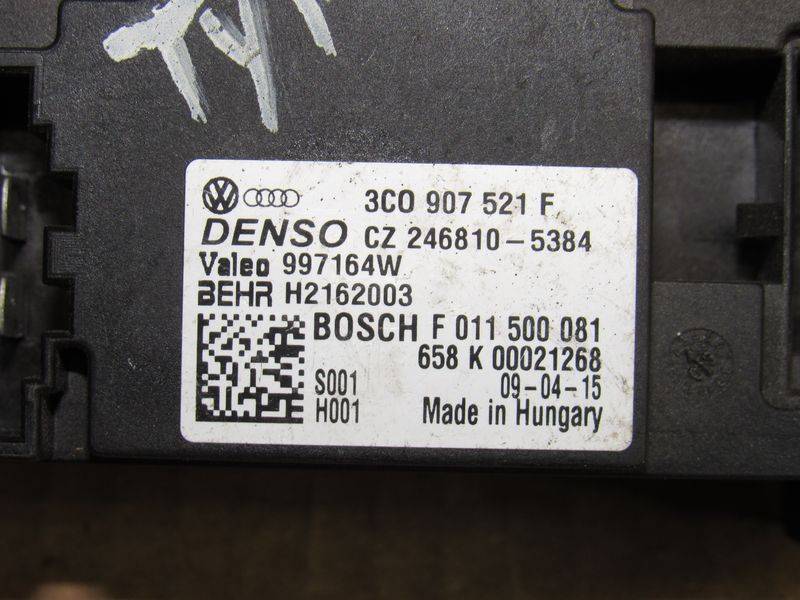 3C0 907 521 F
DENSO CZ 246810-5384
Valeo 997164W
BEHR H2162003
BOSCH F 011 500 081
658 K 00021268
S001 09-04-15
H001 Made in Hungary